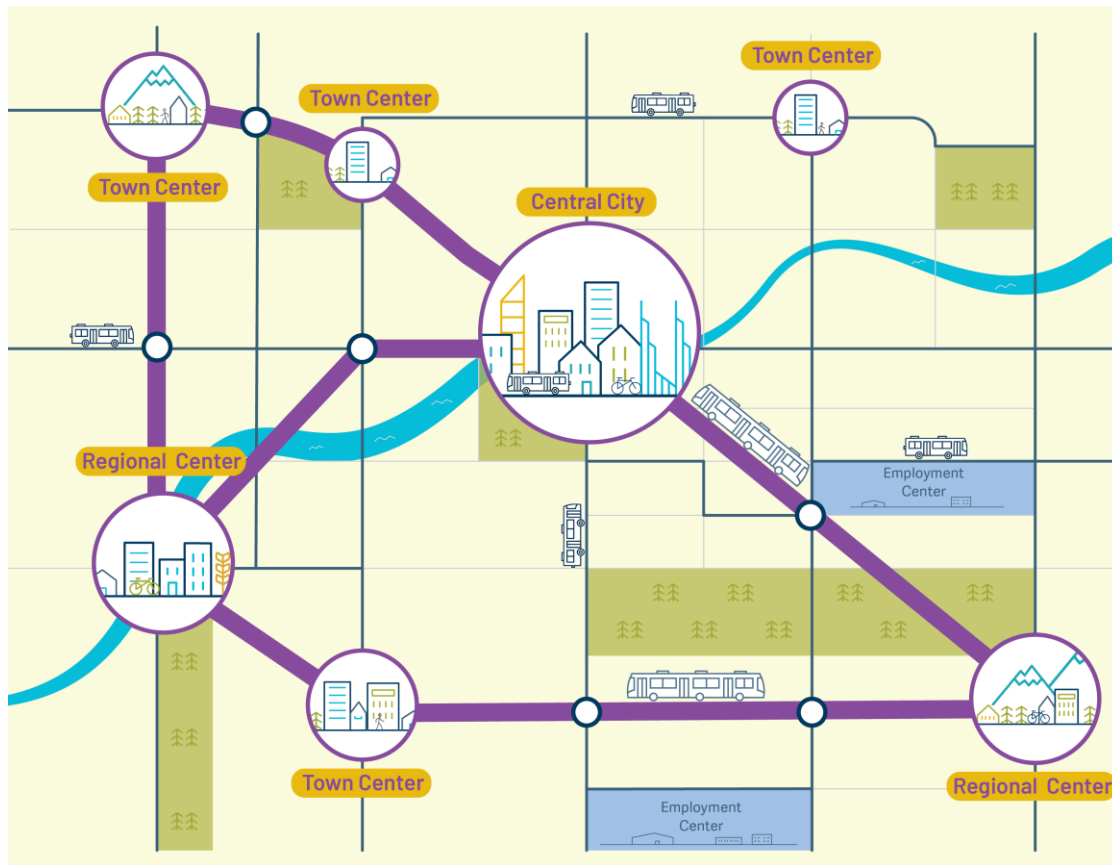 Town Center
Town Center
Town Center
Central City
Regional Center
Employment
Center
Town Center
Regional Center
Employment
Center